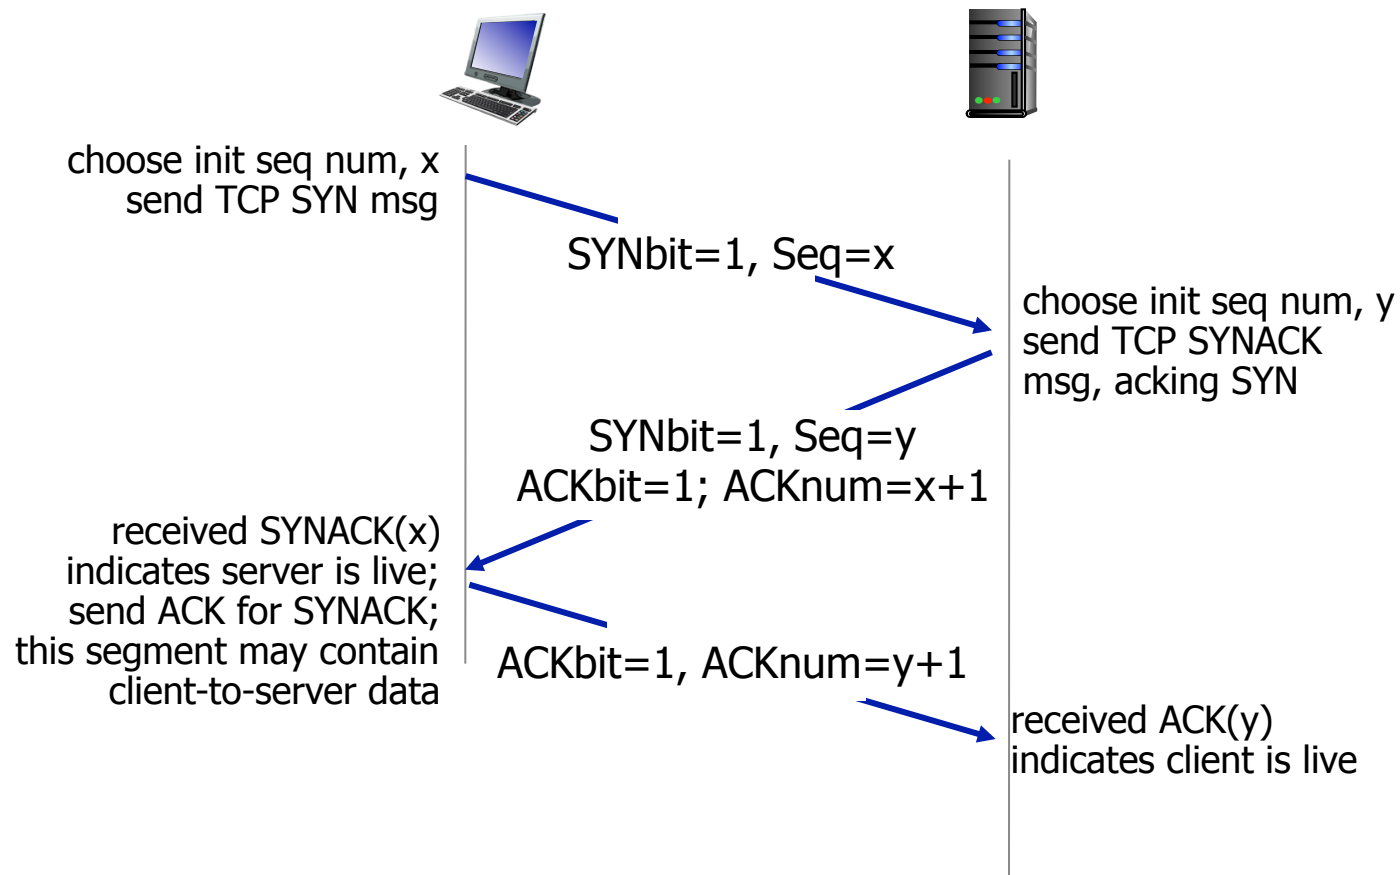 choose init seq num, x
send TCP SYN msg
SYNbit=1, Seq=x
choose init seq num, y
send TCP SYNACK
msg, acking SYN
SYNbit=1, Seq=y
ACKbit=1; ACKnum=x+1
received SYNACK(x)
indicates server is live;
send ACK for SYNACK;
this segment may contain
client-to-server data
ACKbit=1, ACKnum=y+1
received ACK(y)
indicates client is live